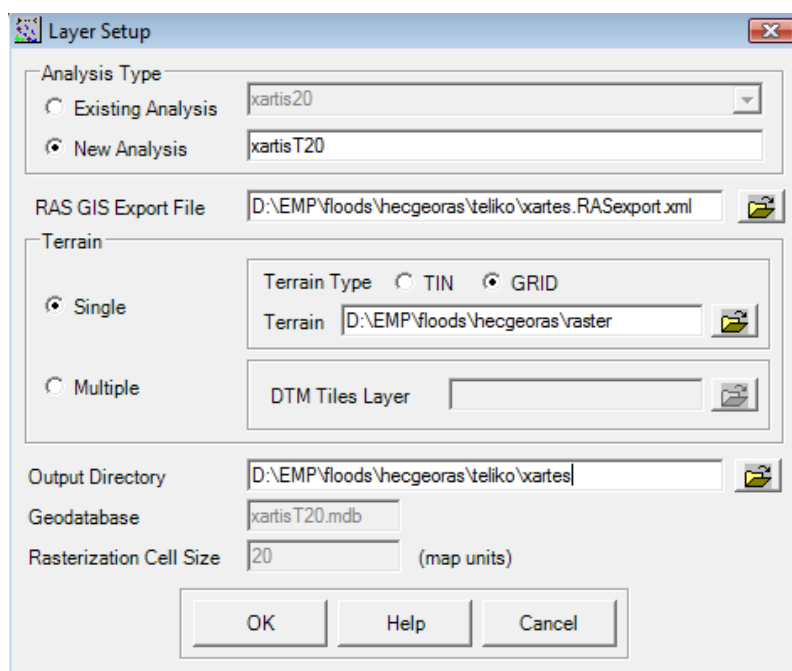 Layer Setup
Analysis Type
Existing Analysis xartis20
New Analysis xartisT20
RAS GIS Export File D:\EMP\floods\hecgeoras\teliko\xartes.RASexport.xml
Terrain
Single
Terrain Type TIN GRID
Terrain D:\EMP\floods\hecgeoras\raster
Multiple
DTM Tiles Layer
Output Directory D:\EMP\floods\hecgeoras\teliko\xartes
Geodatabase xartisT20.mdb
Rasterization Cell Size 20 (map units)
OK Help Cancel